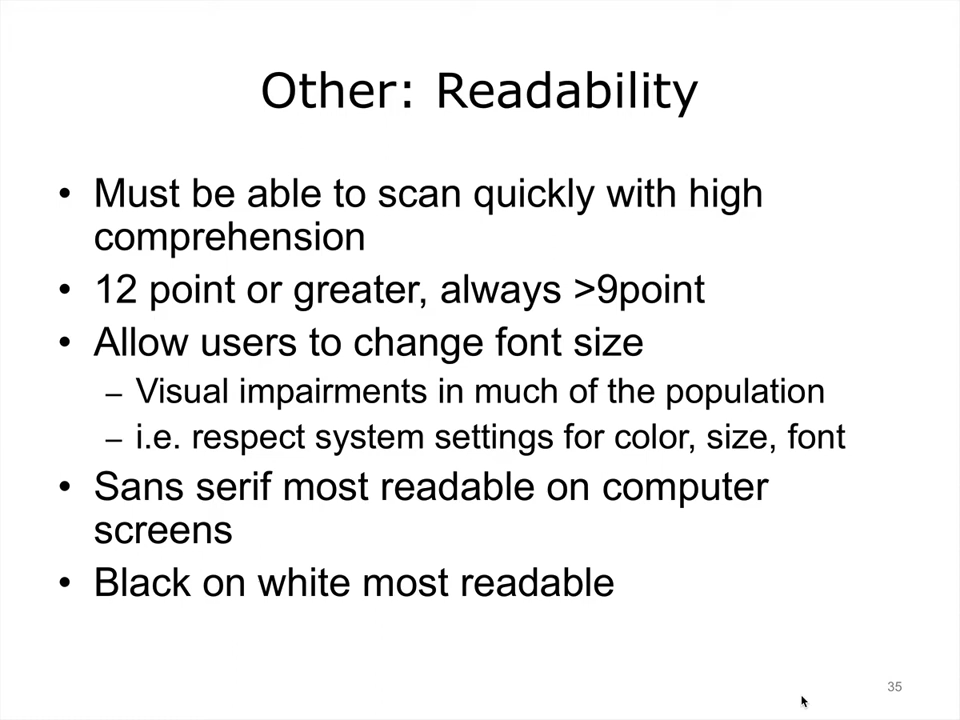 Other: Readability
• Must be able to scan quickly with high
comprehension
• 12 point or greater, always >9point
• Allow users to change font size
– Visual impairments in much of the population
– i.e. respect system settings for color, size, font
• Sans serif most readable on computer
screens
• Black on white most readable
35